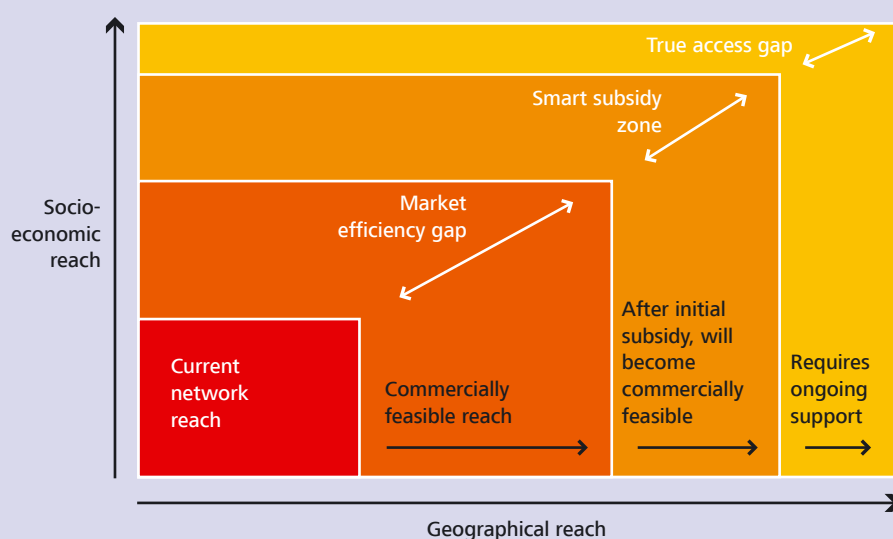 True access gap
Smart subsidy
zone
Market
efficiency gap
Socio-
economic
reach
Current
network
reach
Commercially
feasible reach
After initial
subsidy, will
become
commercially
feasible
Requires
ongoing
support
Geographical reach